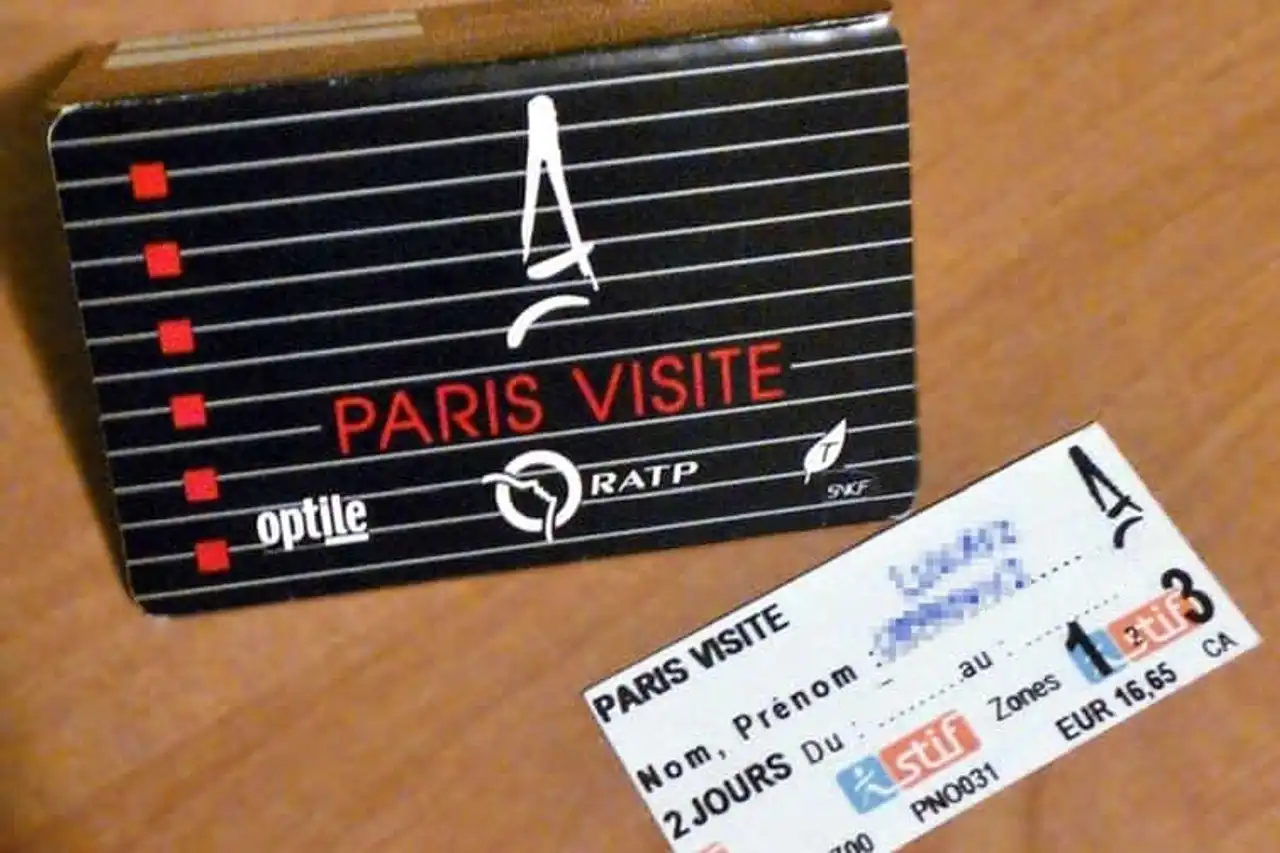 PARIS VISITE
optile
RATP
T
SNCF
PARIS VISITE
Nom, Prénom
2 JOURS Du : au :
Zones 1 2 3
stif
stif
EUR 16,65 CA
PNO031
700